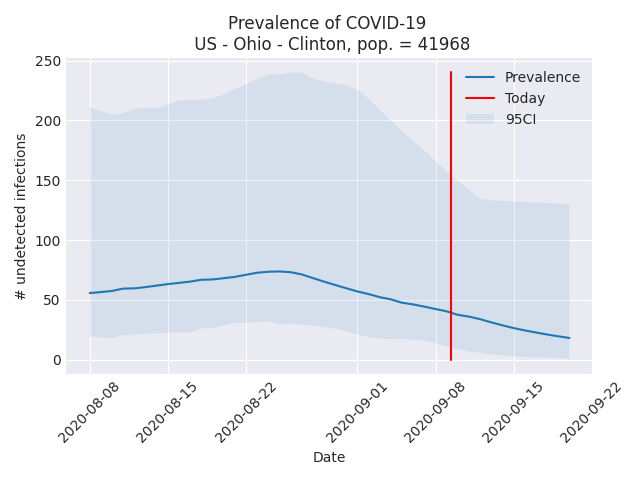 Prevalence of COVID-19
US - Ohio - Clinton, pop. = 41968
250
200
150
100
50
0
# undetected infections
Prevalence
Today
95CI
2020-08-08
2020-08-15
2020-08-22
2020-09-01
2020-09-08
2020-09-15
2020-09-22
Date